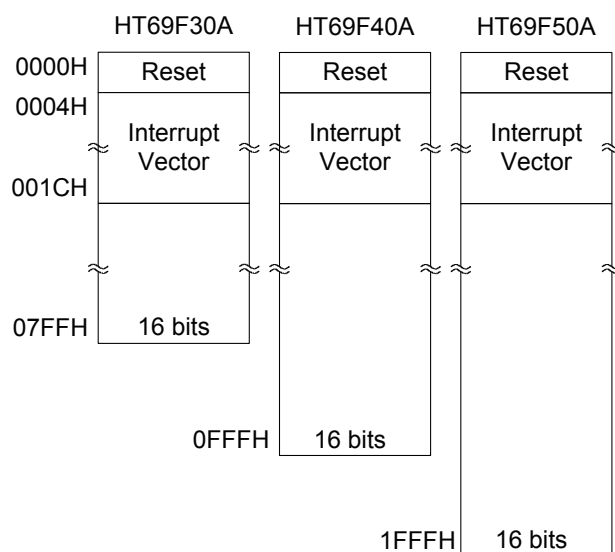 HT69F30A HT69F40A HT69F50A
0000H Reset Reset Reset
0004H
Interrupt Interrupt Interrupt
Vector Vector Vector
001CH
07FFH 16 bits
0FFFH 16 bits
1FFFH 16 bits